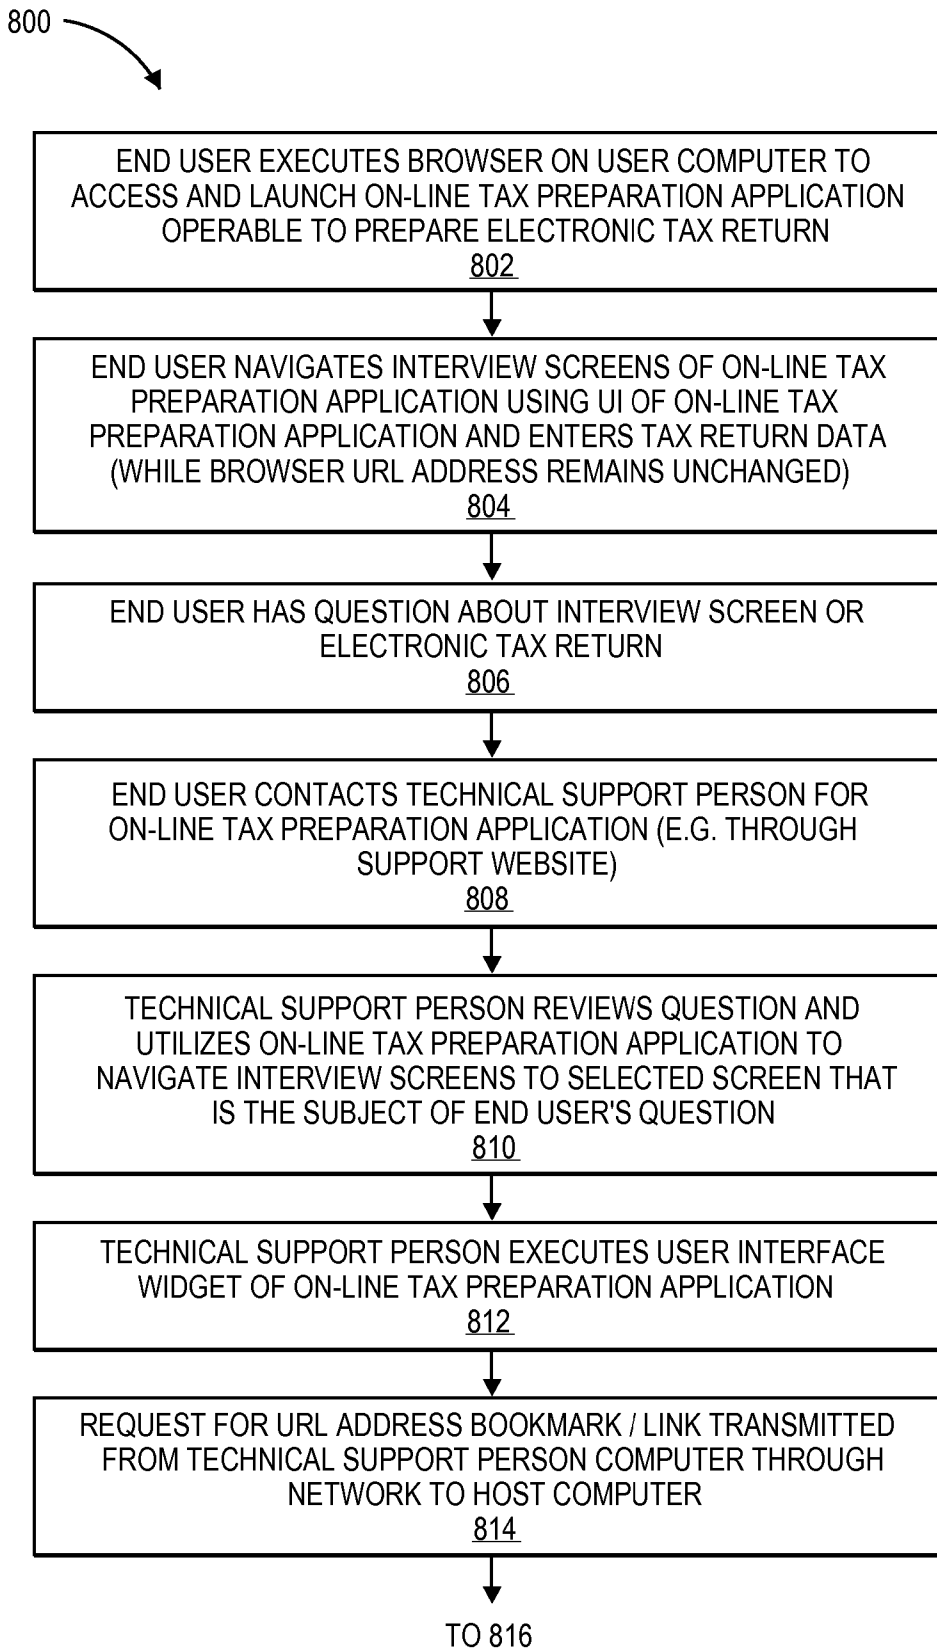 800
END USER EXECUTES BROWSER ON USER COMPUTER TO
ACCESS AND LAUNCH ON-LINE TAX PREPARATION APPLICATION
OPERABLE TO PREPARE ELECTRONIC TAX RETURN
802
END USER NAVIGATES INTERVIEW SCREENS OF ON-LINE TAX
PREPARATION APPLICATION USING UI OF ON-LINE TAX
PREPARATION APPLICATION AND ENTERS TAX RETURN DATA
(WHILE BROWSER URL ADDRESS REMAINS UNCHANGED)
804
END USER HAS QUESTION ABOUT INTERVIEW SCREEN OR
ELECTRONIC TAX RETURN
806
END USER CONTACTS TECHNICAL SUPPORT PERSON FOR
ON-LINE TAX PREPARATION APPLICATION (E.G. THROUGH
SUPPORT WEBSITE)
808
TECHNICAL SUPPORT PERSON REVIEWS QUESTION AND
UTILIZES ON-LINE TAX PREPARATION APPLICATION TO
NAVIGATE INTERVIEW SCREENS TO SELECTED SCREEN THAT
IS THE SUBJECT OF END USER'S QUESTION
810
TECHNICAL SUPPORT PERSON EXECUTES USER INTERFACE
WIDGET OF ON-LINE TAX PREPARATION APPLICATION
812
REQUEST FOR URL ADDRESS BOOKMARK / LINK TRANSMITTED
FROM TECHNICAL SUPPORT PERSON COMPUTER THROUGH
NETWORK TO HOST COMPUTER
814
TO 816